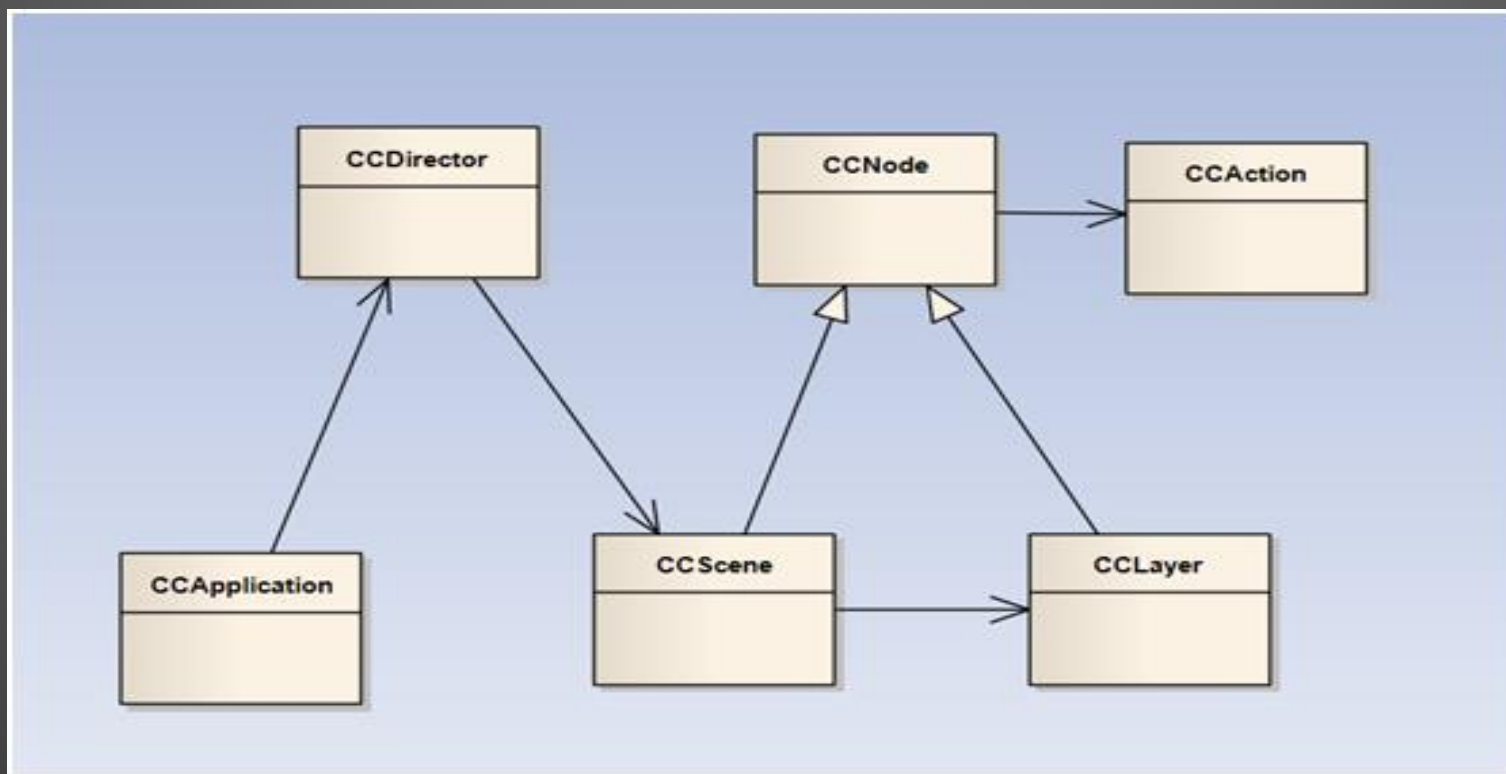 CCDirector
CCNode
CCAction
CCApplication
CCScene
CCLayer